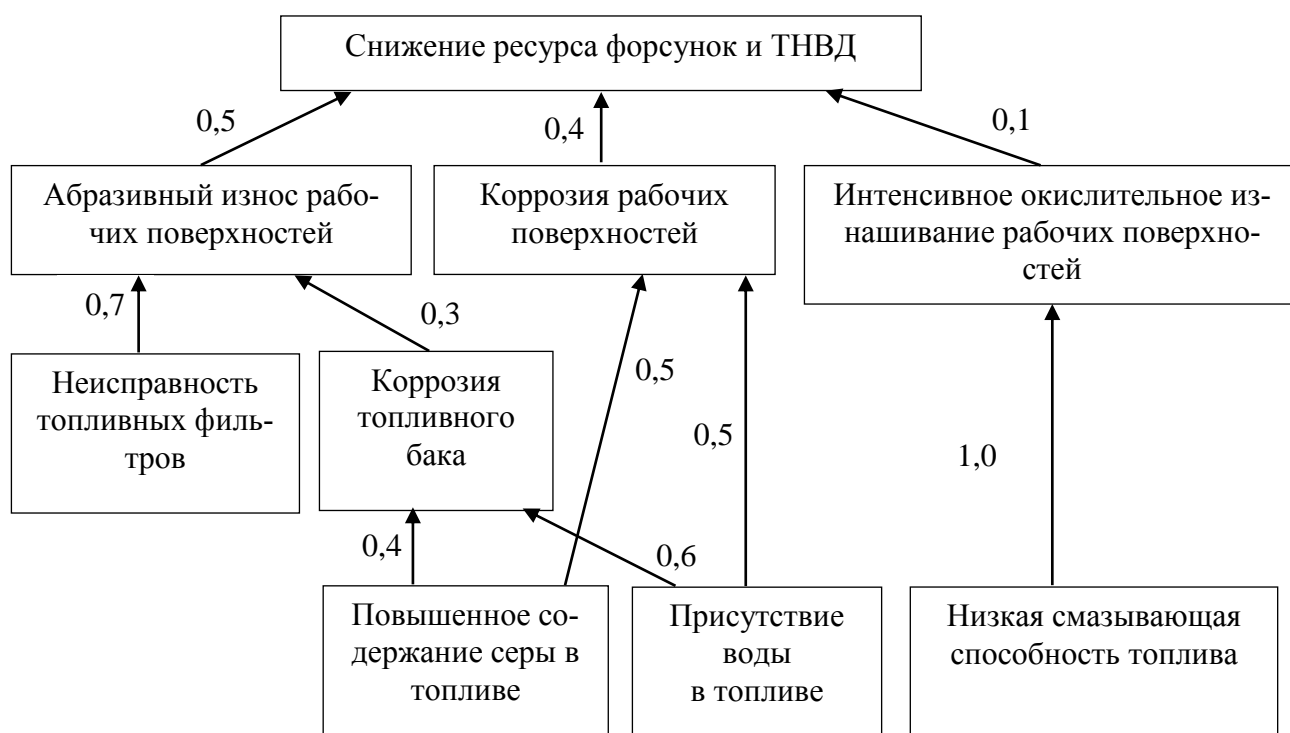 Снижение ресурса форсунок и ТНВД
0,5
0,4
0,1
Абразивный износ рабо-
чих поверхностей
Коррозия рабочих
поверхностей
Интенсивное окислительное из-
нашивание рабочих поверхно-
стей
0,7
0,3
0,5
0,5
1,0
Неисправность
топливных филь-
тров
Коррозия
топливного
бака
0,4
0,6
Повышенное со-
держание серы в
топливе
Присутствие
воды
в топливе
Низкая смазывающая
способность топлива